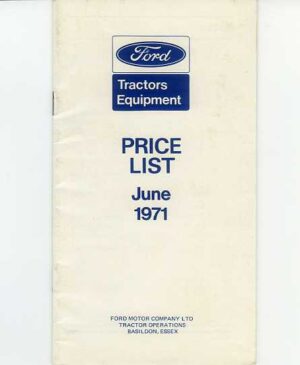 Ford
Tractors
Equipment
PRICE
LIST
June
1971
FORD MOTOR COMPANY LTD
TRACTOR OPERATIONS
BASILDON, ESSEX